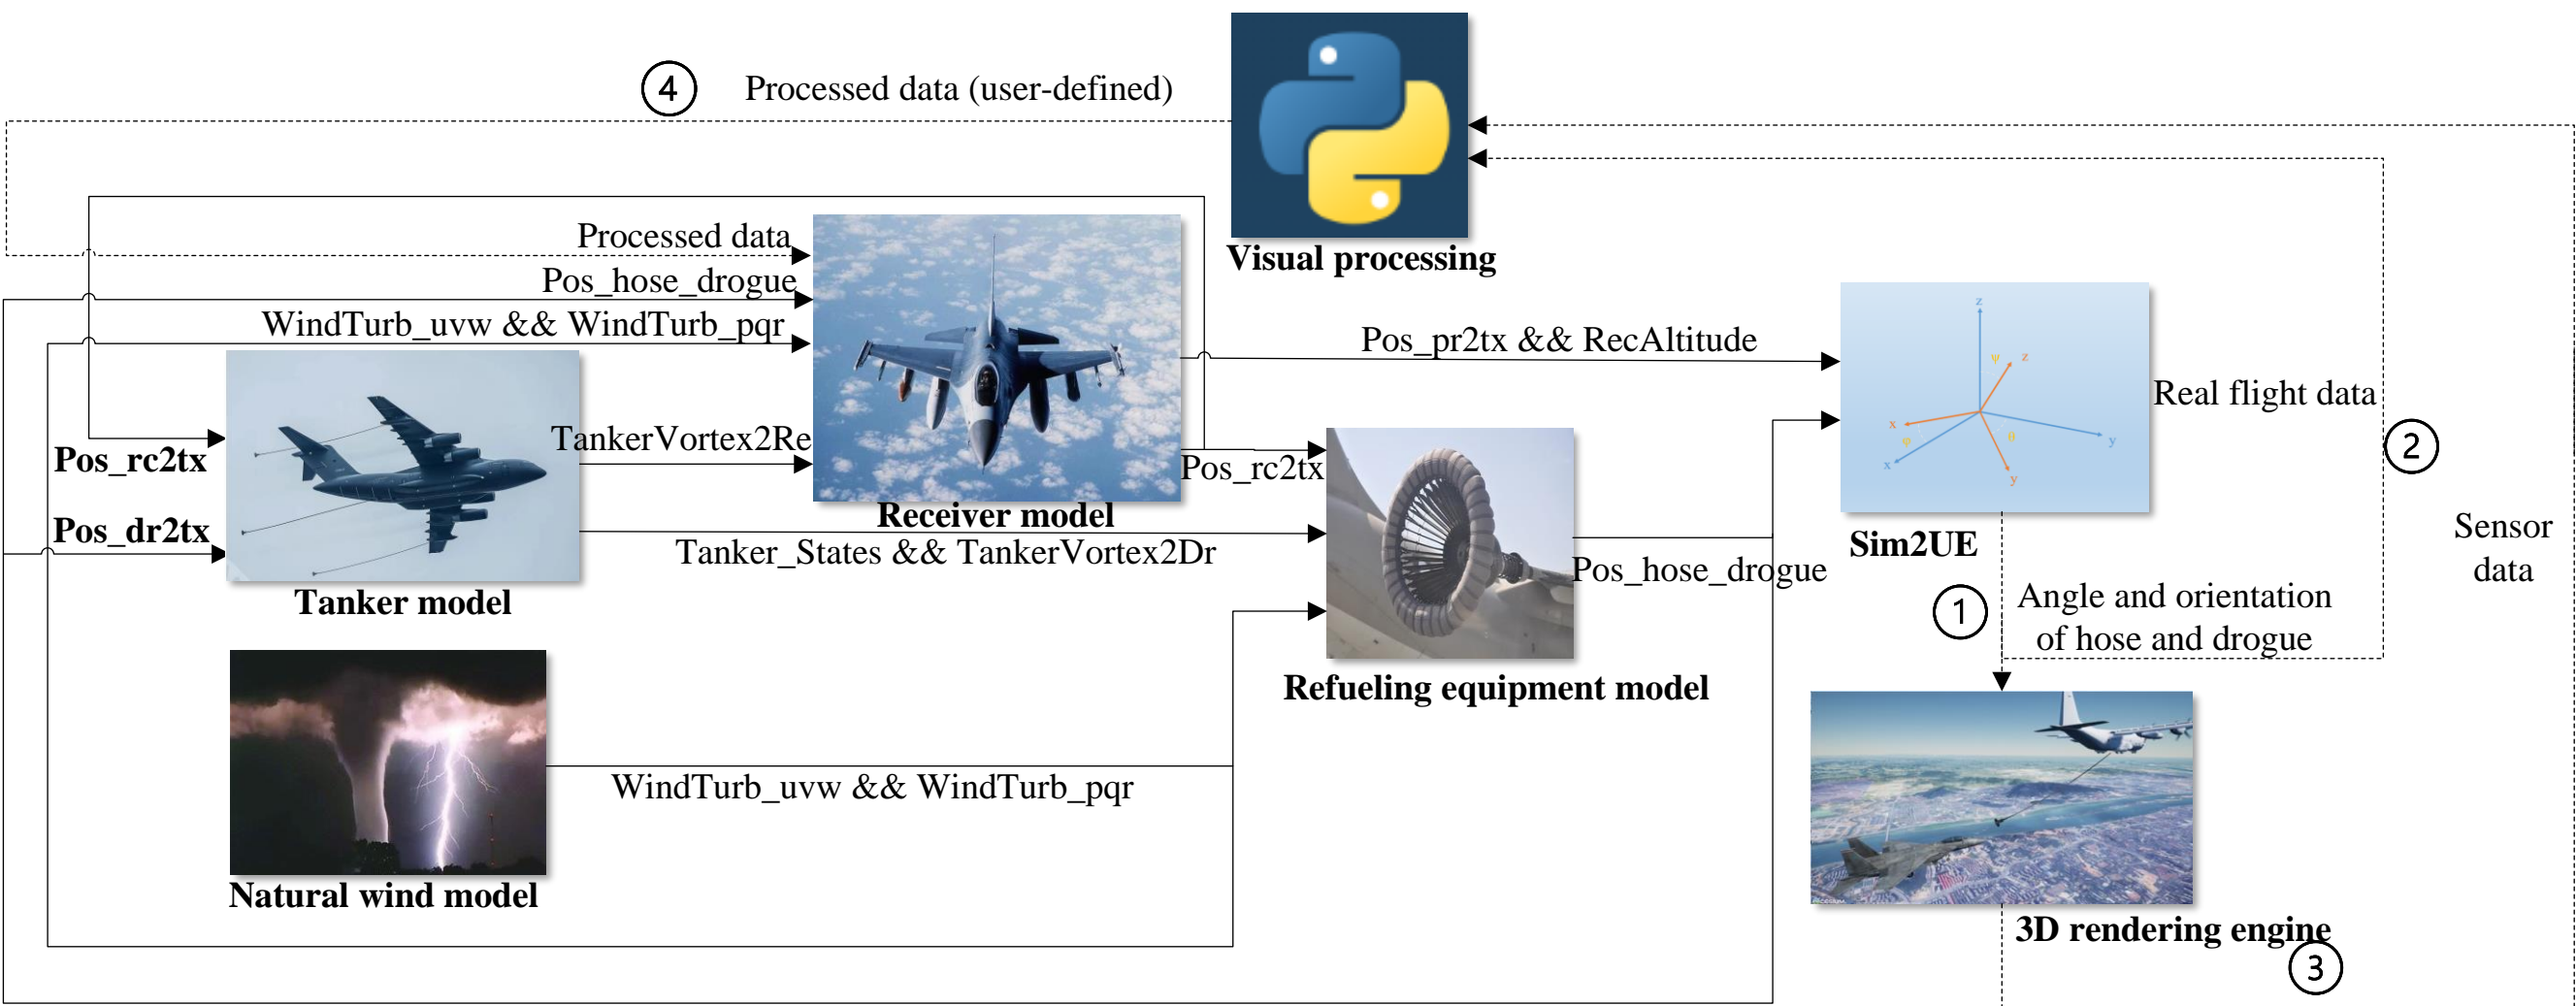 ④ Processed data (user-defined)
Processed data
Pos_hose_drogue
WindTurb_uvw && WindTurb_pqr
Visual processing
Pos_pr2tx && RecAltitude
z
ψ z
x
φ θ
x y
y
Real flight data
②
Pos_rc2tx
TankerVortex2Re
Pos_rc2tx
Pos_dr2tx
Receiver model
Tanker_States && TankerVortex2Dr
Tanker model
Pos_hose_drogue
Sim2UE
Sensor
data
①
Angle and orientation
of hose and drogue
Refueling equipment model
WindTurb_uvw && WindTurb_pqr
Natural wind model
3D rendering engine
③